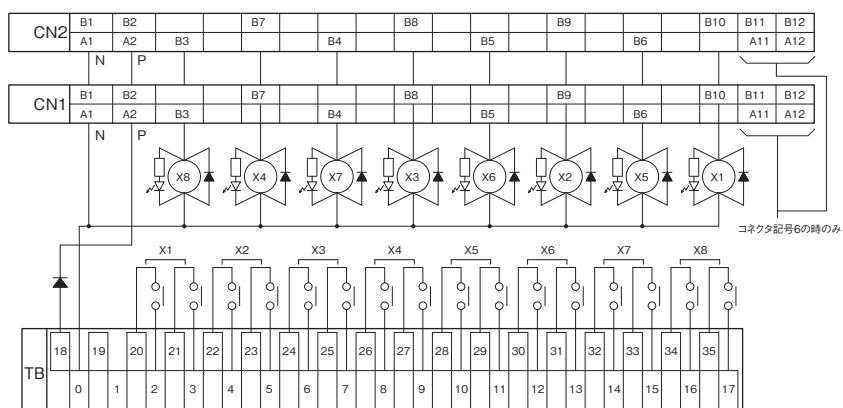 CN2 B1 B2 B7 B8 B9 B10 B11 B12
A1 A2 B3 B4 B5 B6 A11 A12
N P
CN1 B1 B2 B7 B8 B9 B10 B11 B12
A1 A2 B3 B4 B5 B6 A11 A12
N P
X8 X4 X7 X3 X6 X2 X5 X1
コネクタ記号6の時のみ
X1 X2 X3 X4 X5 X6 X7 X8
TB 18 19 20 21 22 23 24 25 26 27 28 29 30 31 32 33 34 35
0 1 2 3 4 5 6 7 8 9 10 11 12 13 14 15 16 17